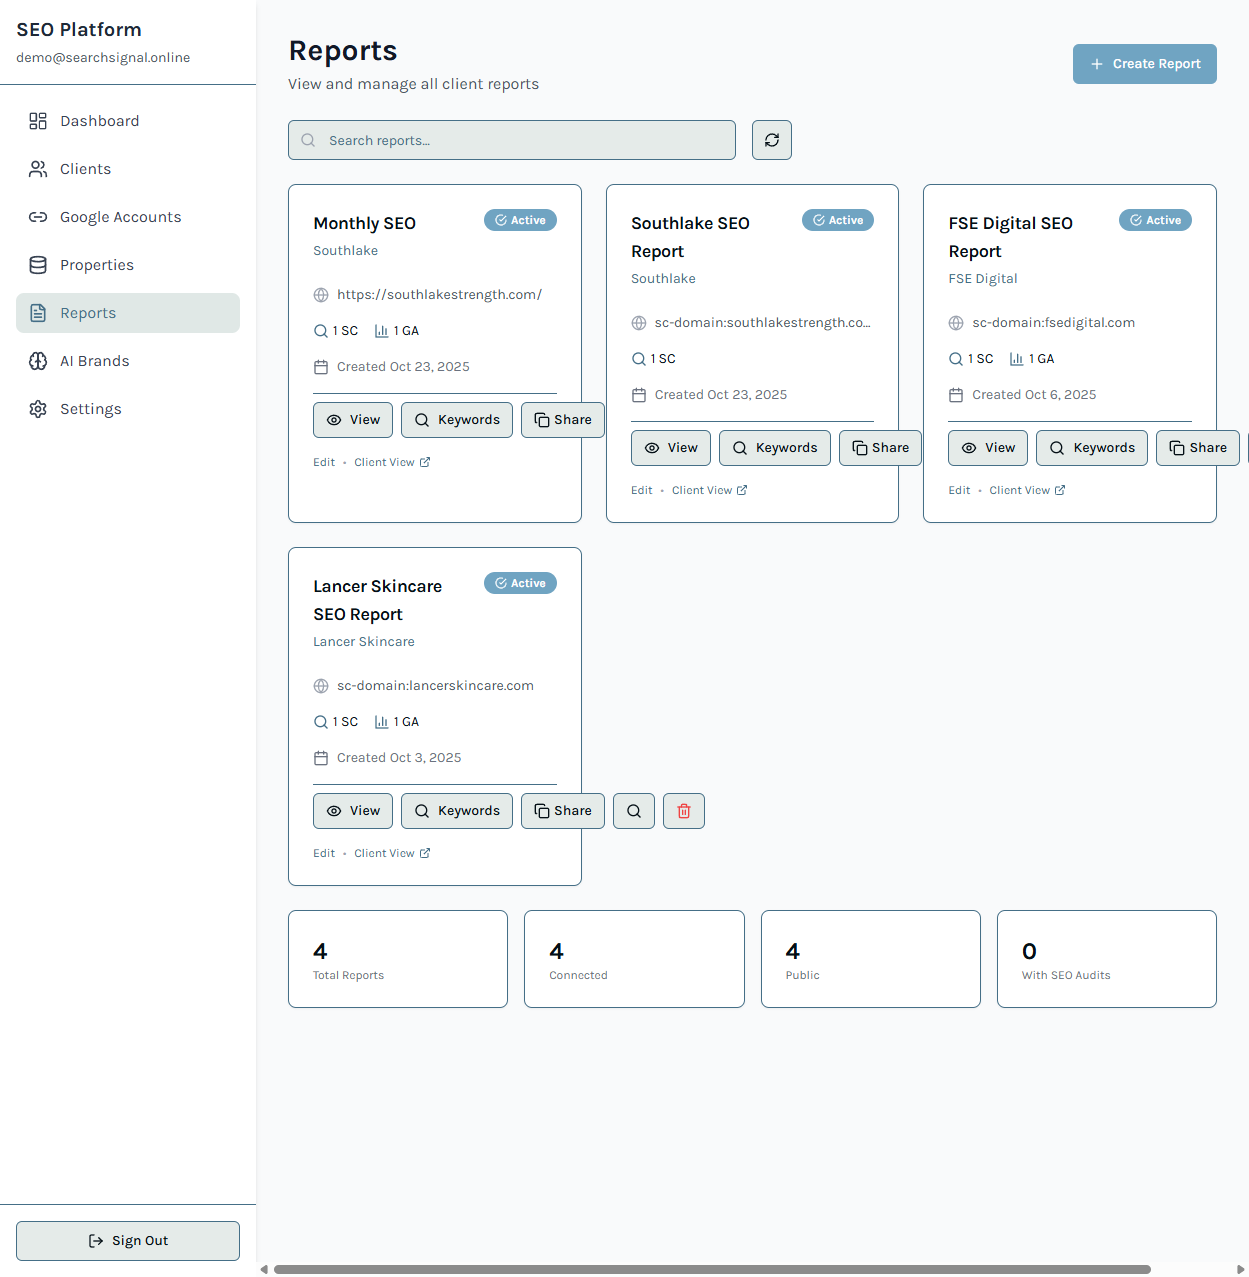 SEO Platform
demo@searchsignal.online
Dashboard
Clients
Google Accounts
Properties
Reports
AI Brands
Settings
Sign Out
Reports
View and manage all client reports
Create Report
Search reports...
Monthly SEO
Active
Southlake
https://southlakestrength.com/
1 SC 1 GA
Created Oct 23, 2025
View Keywords Share
Edit • Client View
Southlake SEO
Report
Active
Southlake
sc-domain:southlakestrength.co...
1 SC
Created Oct 23, 2025
View Keywords Share
Edit • Client View
FSE Digital SEO
Report
Active
FSE Digital
sc-domain:fsedigital.com
1 SC 1 GA
Created Oct 6, 2025
View Keywords Share
Edit • Client View
Lancer Skincare
SEO Report
Active
Lancer Skincare
sc-domain:lancerskincare.com
1 SC 1 GA
Created Oct 3, 2025
View Keywords Share
Edit • Client View
4
Total Reports
4
Connected
4
Public
0
With SEO Audits